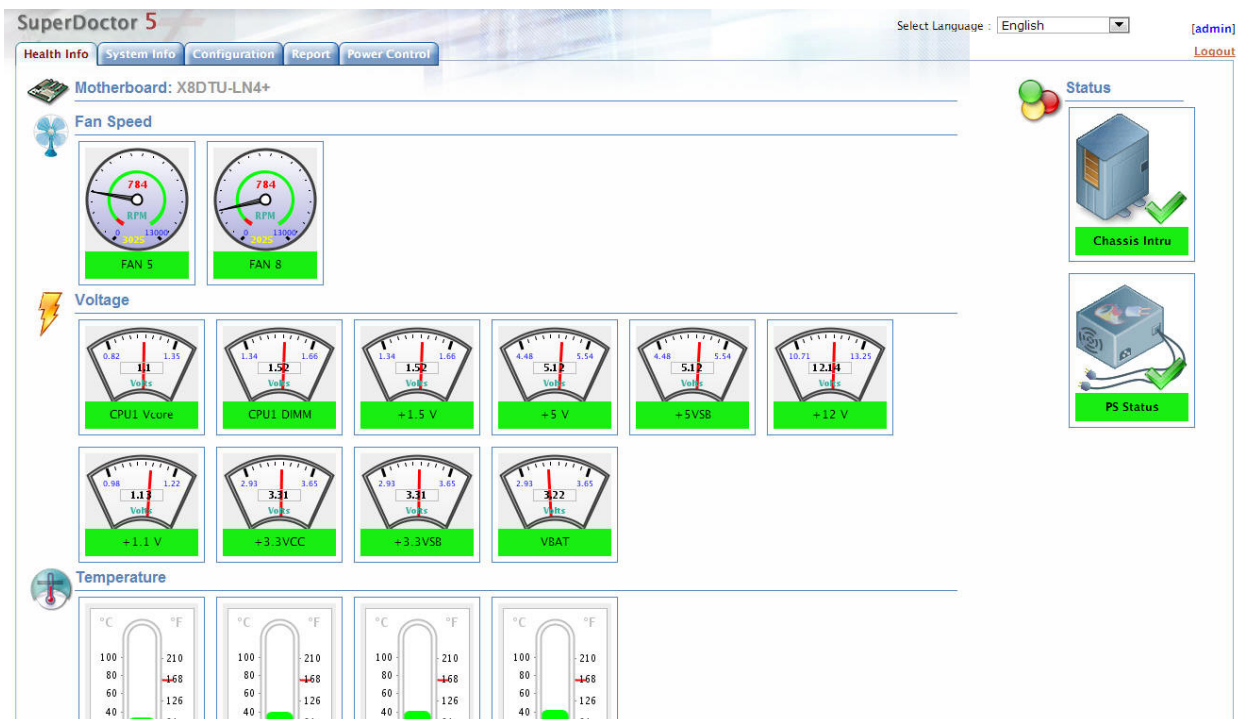 SuperDoctor 5
Select Language : English
[admin]
Health Info System Info Configuration Report Power Control
Logout
Motherboard: X8DTU-LN4+
Status
Fan Speed
784 784
RPM RPM
0 13000 0 13000
3025 2025
FAN 5 FAN 8
Chassis Intru
Voltage
0.82 1.35 1.34 1.66 1.34 1.66 4.48 5.54 4.48 5.54 10.71 13.25
1.1 1.52 1.52 5.12 5.12 12.14
Volts Volts Volts Volts Volts Volts
CPU1 Vcore CPU1 DIMM +1.5 V +5 V +5VSB +12 V
PS Status
0.98 1.22 2.93 3.65 2.93 3.65 2.93 3.65
1.13 3.31 3.31 3.22
Volts Volts Volts Volts
+1.1 V +3.3VCC +3.3VSB VBAT
Temperature
°C °F °C °F °C °F °C °F
100 210 100 210 100 210 100 210
80 168 80 168 80 168 80 168
60 126 60 126 60 126 60 126
40 40 40 40